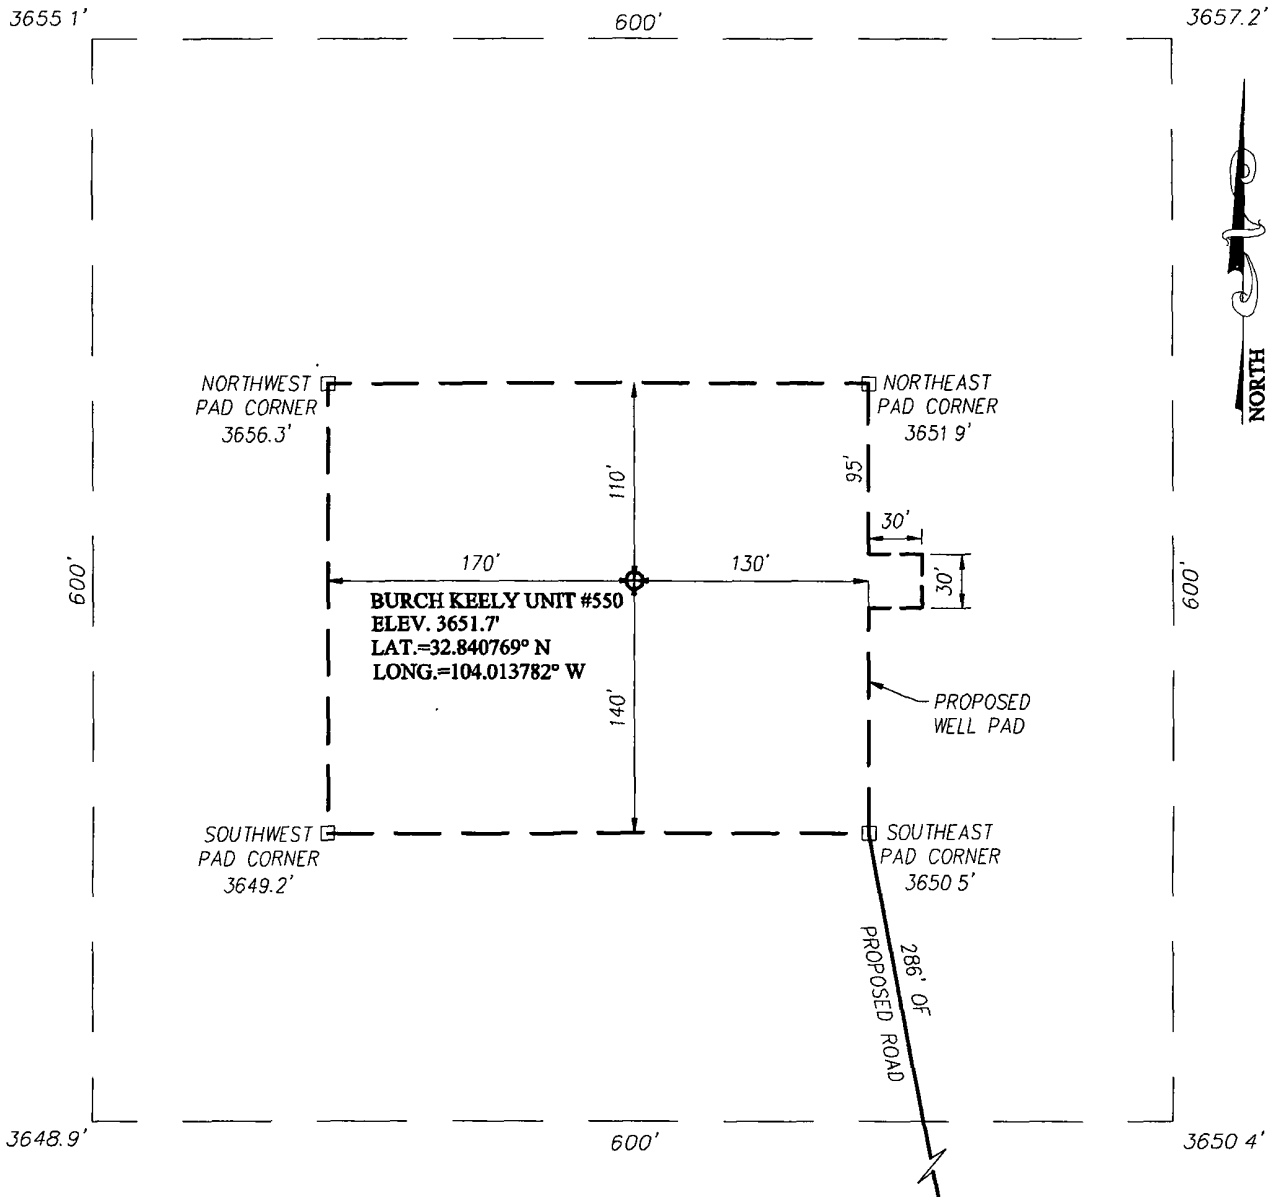 3655 1'
600'
3657.2'
NORTH
NORTHWEST
PAD CORNER
3656.3'
NORTHEAST
PAD CORNER
3651 9'
110'
95'
30'
30'
170'
130'
600'
600'
BURCH KEELY UNIT #550
ELEV. 3651.7'
LAT.=32.840769° N
LONG.=104.013782° W
140'
PROPOSED
WELL PAD
SOUTHWEST
PAD CORNER
3649.2'
SOUTHEAST
PAD CORNER
3650 5'
286' OF
PROPOSED ROAD
3648.9'
600'
3650 4'